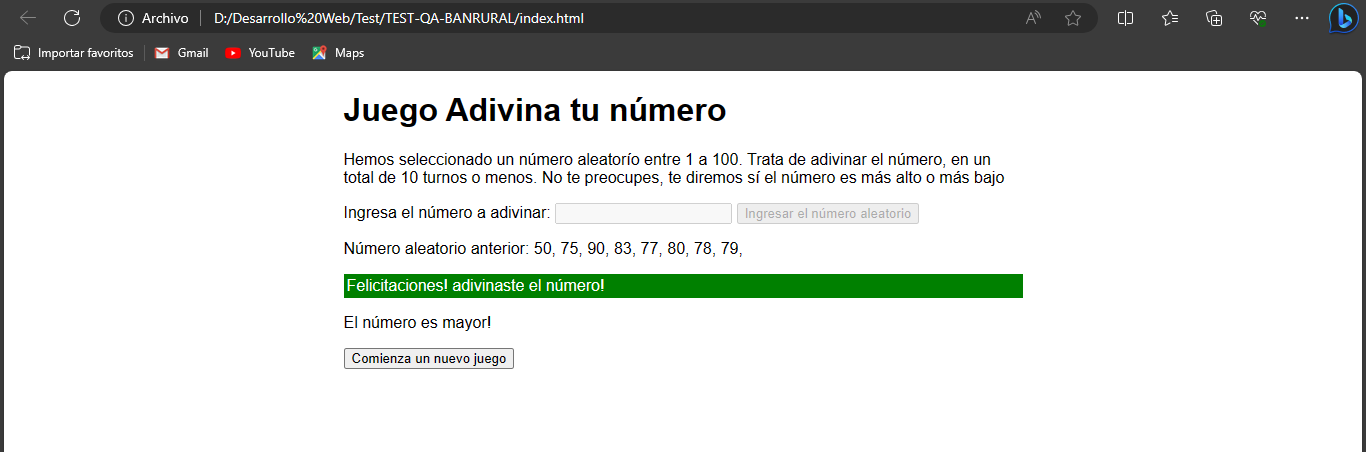 Archivo D:/Desarrollo%20Web/Test/TEST-QA-BANRURAL/index.html
Importar favoritos Gmail YouTube Maps
Juego Adivina tu número
Hemos seleccionado un número aleatorío entre 1 a 100. Trata de adivinar el número, en un
total de 10 turnos o menos. No te preocupes, te diremos sí el número es más alto o más bajo
Ingresa el número a adivinar: Ingresar el número aleatorio
Número aleatorio anterior: 50, 75, 90, 83, 77, 80, 78, 79,
Felicitaciones! adivinaste el número!
El número es mayor!
Comienza un nuevo juego